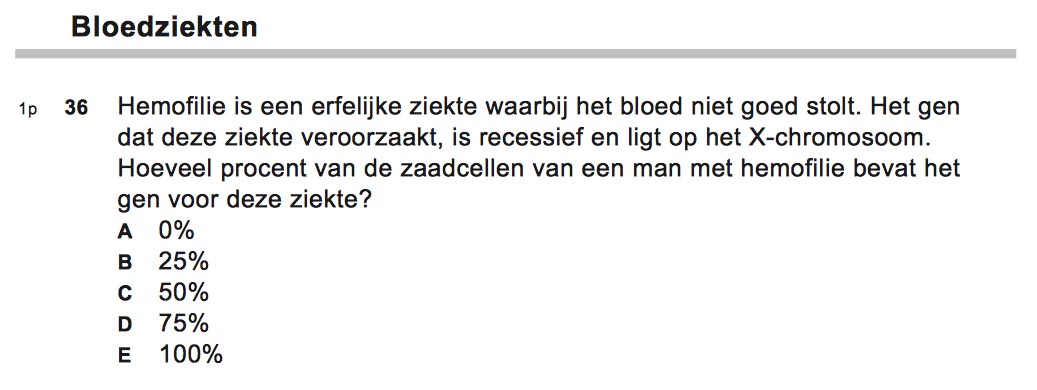 Bloedziekten
1p 36 Hemofilie is een erfelijke ziekte waarbij het bloed niet goed stolt. Het gen
dat deze ziekte veroorzaakt, is recessief en ligt op het X-chromosoom.
Hoeveel procent van de zaadcellen van een man met hemofilie bevat het
gen voor deze ziekte?
A 0%
B 25%
C 50%
D 75%
E 100%